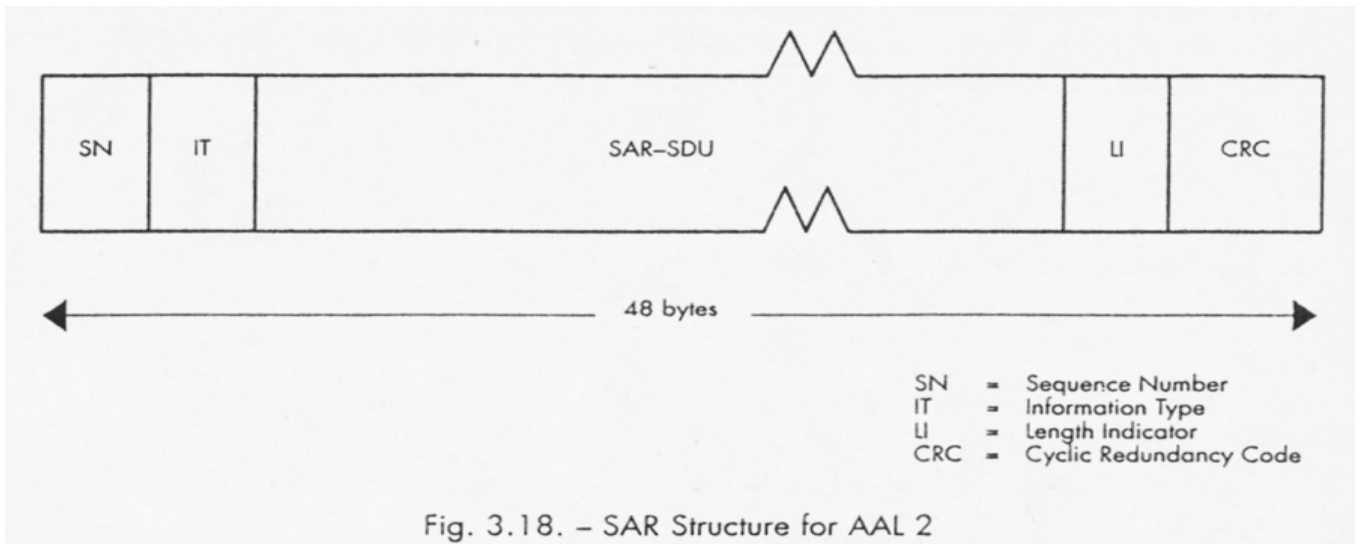 SN IT SAR–SDU LI CRC
48 bytes
SN = Sequence Number
IT = Information Type
LI = Length Indicator
CRC = Cyclic Redundancy Code
Fig. 3.18. – SAR Structure for AAL 2